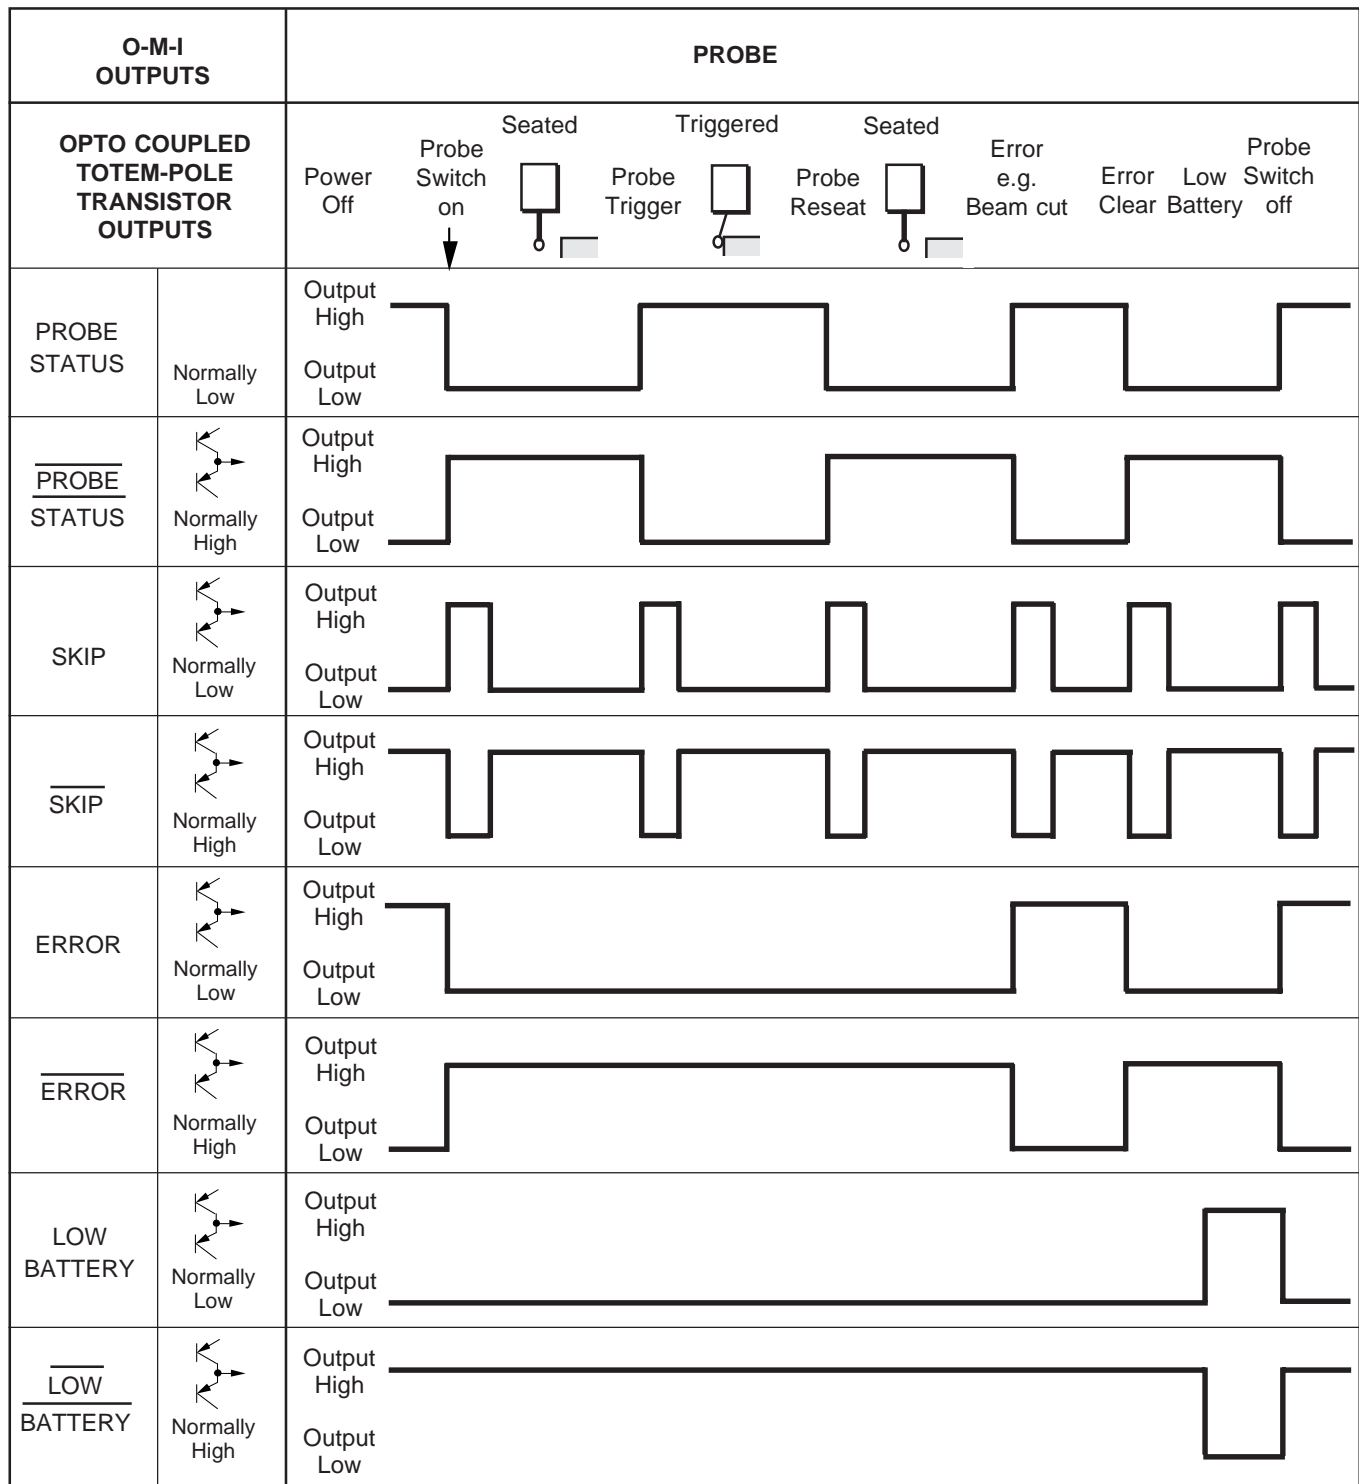 O-M-I
OUTPUTS
PROBE
OPTO COUPLED
TOTEM-POLE
TRANSISTOR
OUTPUTS
Power
Off
Probe
Switch
on
Seated
Probe
Trigger
Triggered
Probe
Reseat
Seated
Error
e.g.
Beam cut
Error
Clear
Low
Battery
Probe
Switch
off
PROBE
STATUS
Normally
Low
Output
High
Output
Low
PROBE
STATUS
Normally
High
Output
High
Output
Low
SKIP
Normally
Low
Output
High
Output
Low
SKIP
Normally
High
Output
High
Output
Low
ERROR
Normally
Low
Output
High
Output
Low
ERROR
Normally
High
Output
High
Output
Low
LOW
BATTERY
Normally
Low
Output
High
Output
Low
LOW
BATTERY
Normally
High
Output
High
Output
Low